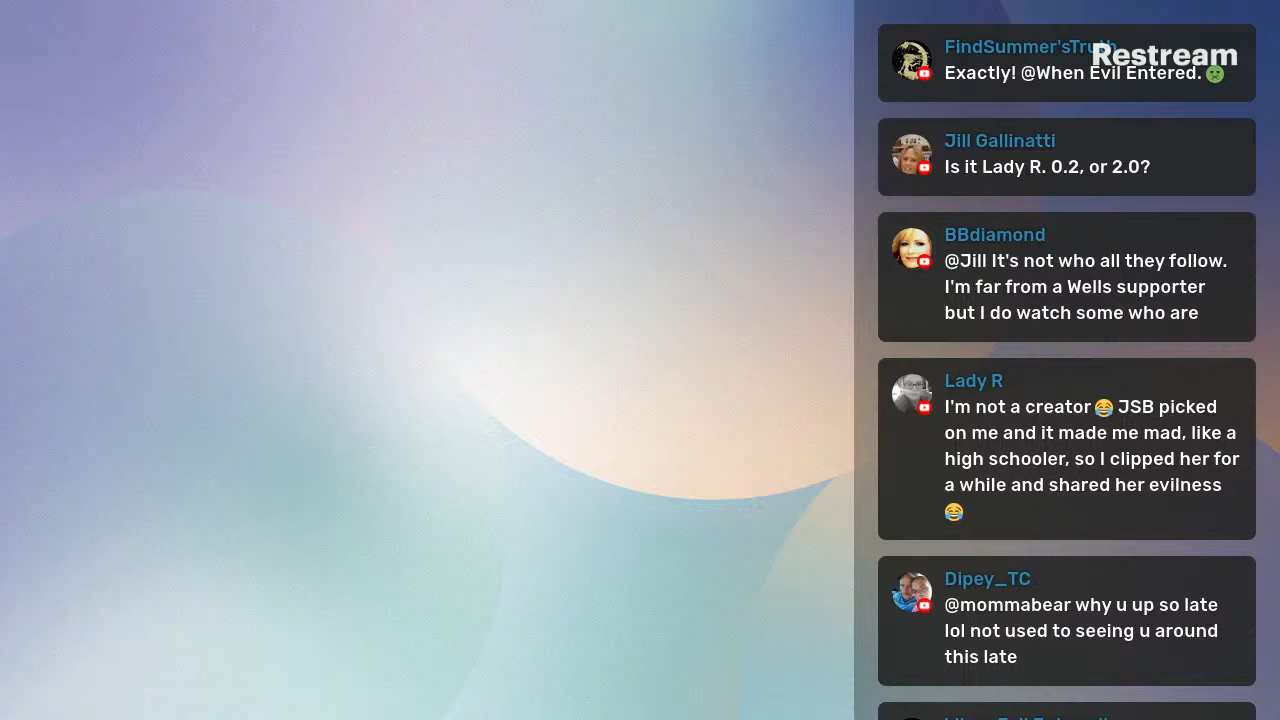 FindSummer'sTruth
Restream
Exactly! @When Evil Entered. 🤢
Jill Gallinatti
Is it Lady R. 0.2, or 2.0?
BBdiamond
@Jill It's not who all they follow.
I'm far from a Wells supporter
but I do watch some who are
Lady R
I'm not a creator 😂 JSB picked
on me and it made me mad, like a
high schooler, so I clipped her for
a while and shared her evilness
😂
Dipey_TC
@mommabear why u up so late
lol not used to seeing u around
this late